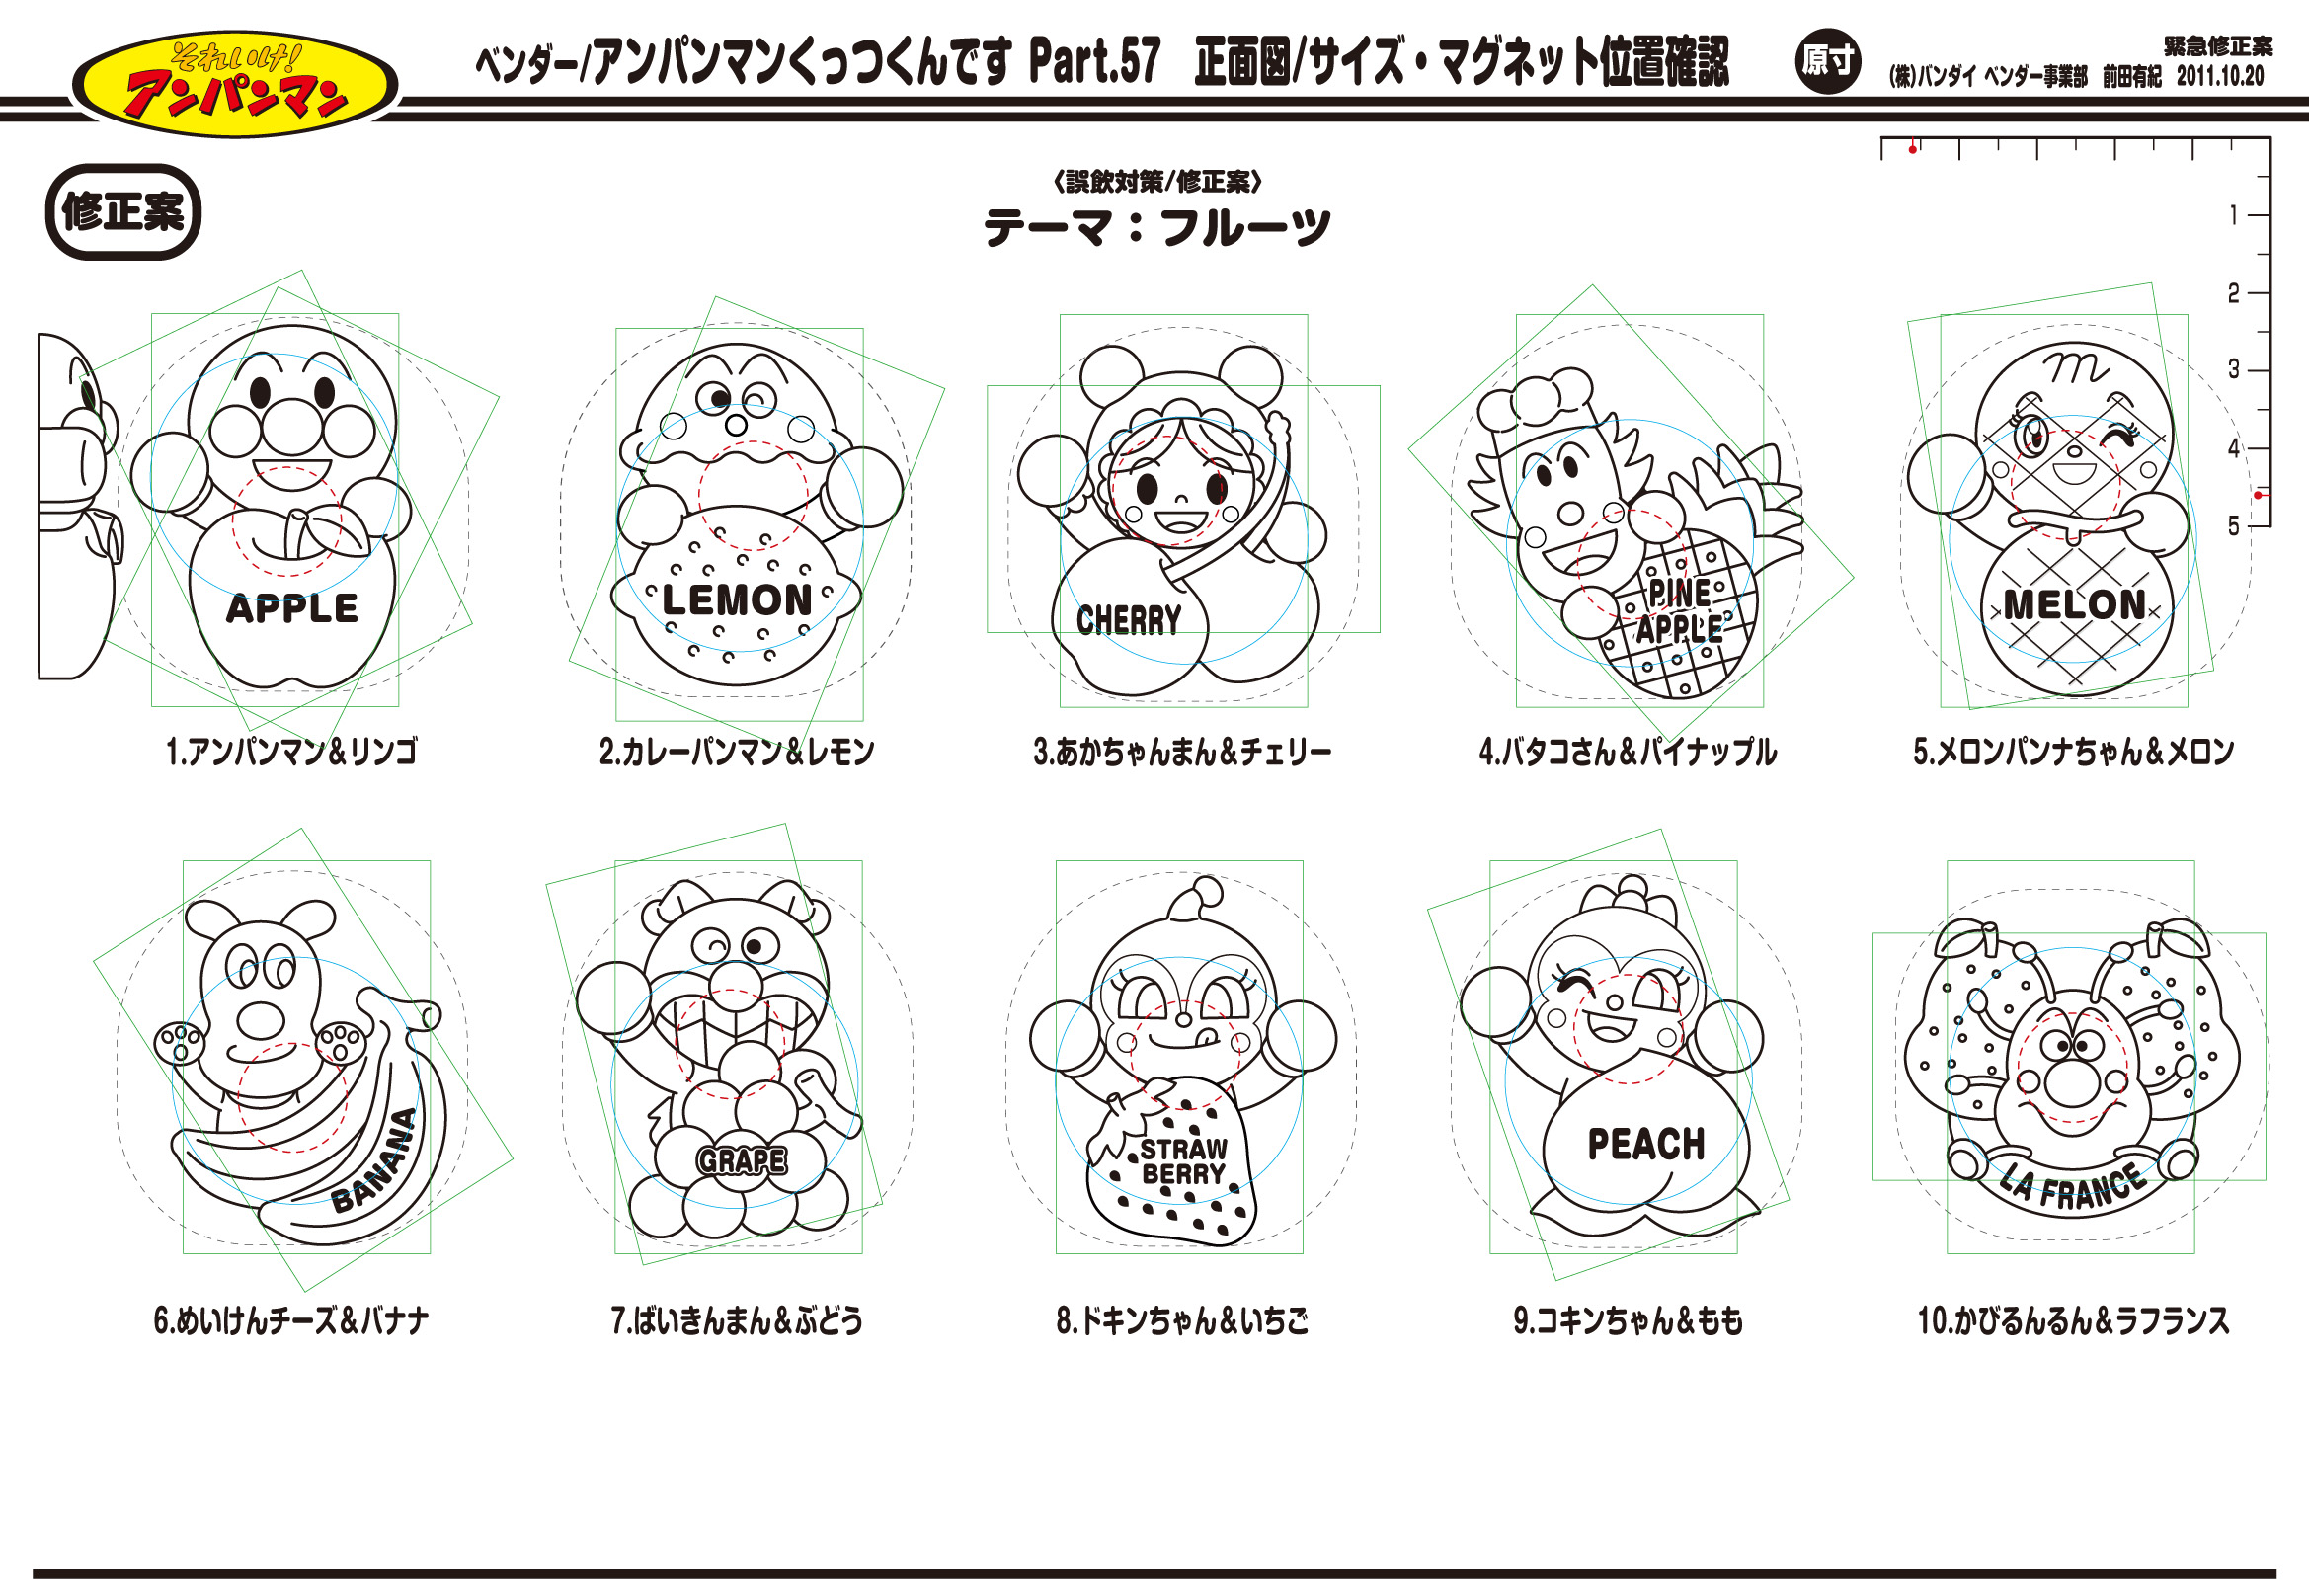 それいけ!
アンパンマン
ベンダー/アンパンマンくっつくんです Part.57　正面図/サイズ・マグネット位置確認
原寸
緊急修正案
(株)バンダイ ベンダー事業部　前田有紀　2011.10.20
修正案
〈誤飲対策/修正案〉
テーマ：フルーツ
1
2
3
4
5
APPLE
LEMON
CHERRY
PINE
APPLE
MELON
1.アンパンマン&リンゴ
2.カレーパンマン&レモン
3.あかちゃんまん&チェリー
4.バタコさん&パイナップル
5.メロンパンナちゃん&メロン
BANANA
GRAPE
STRAW
BERRY
PEACH
LA FRANCE
6.めいけんチーズ&バナナ
7.ばいきんまん&ぶどう
8.ドキンちゃん&いちご
9.コキンちゃん&もも
10.かびるんるん&ラフランス